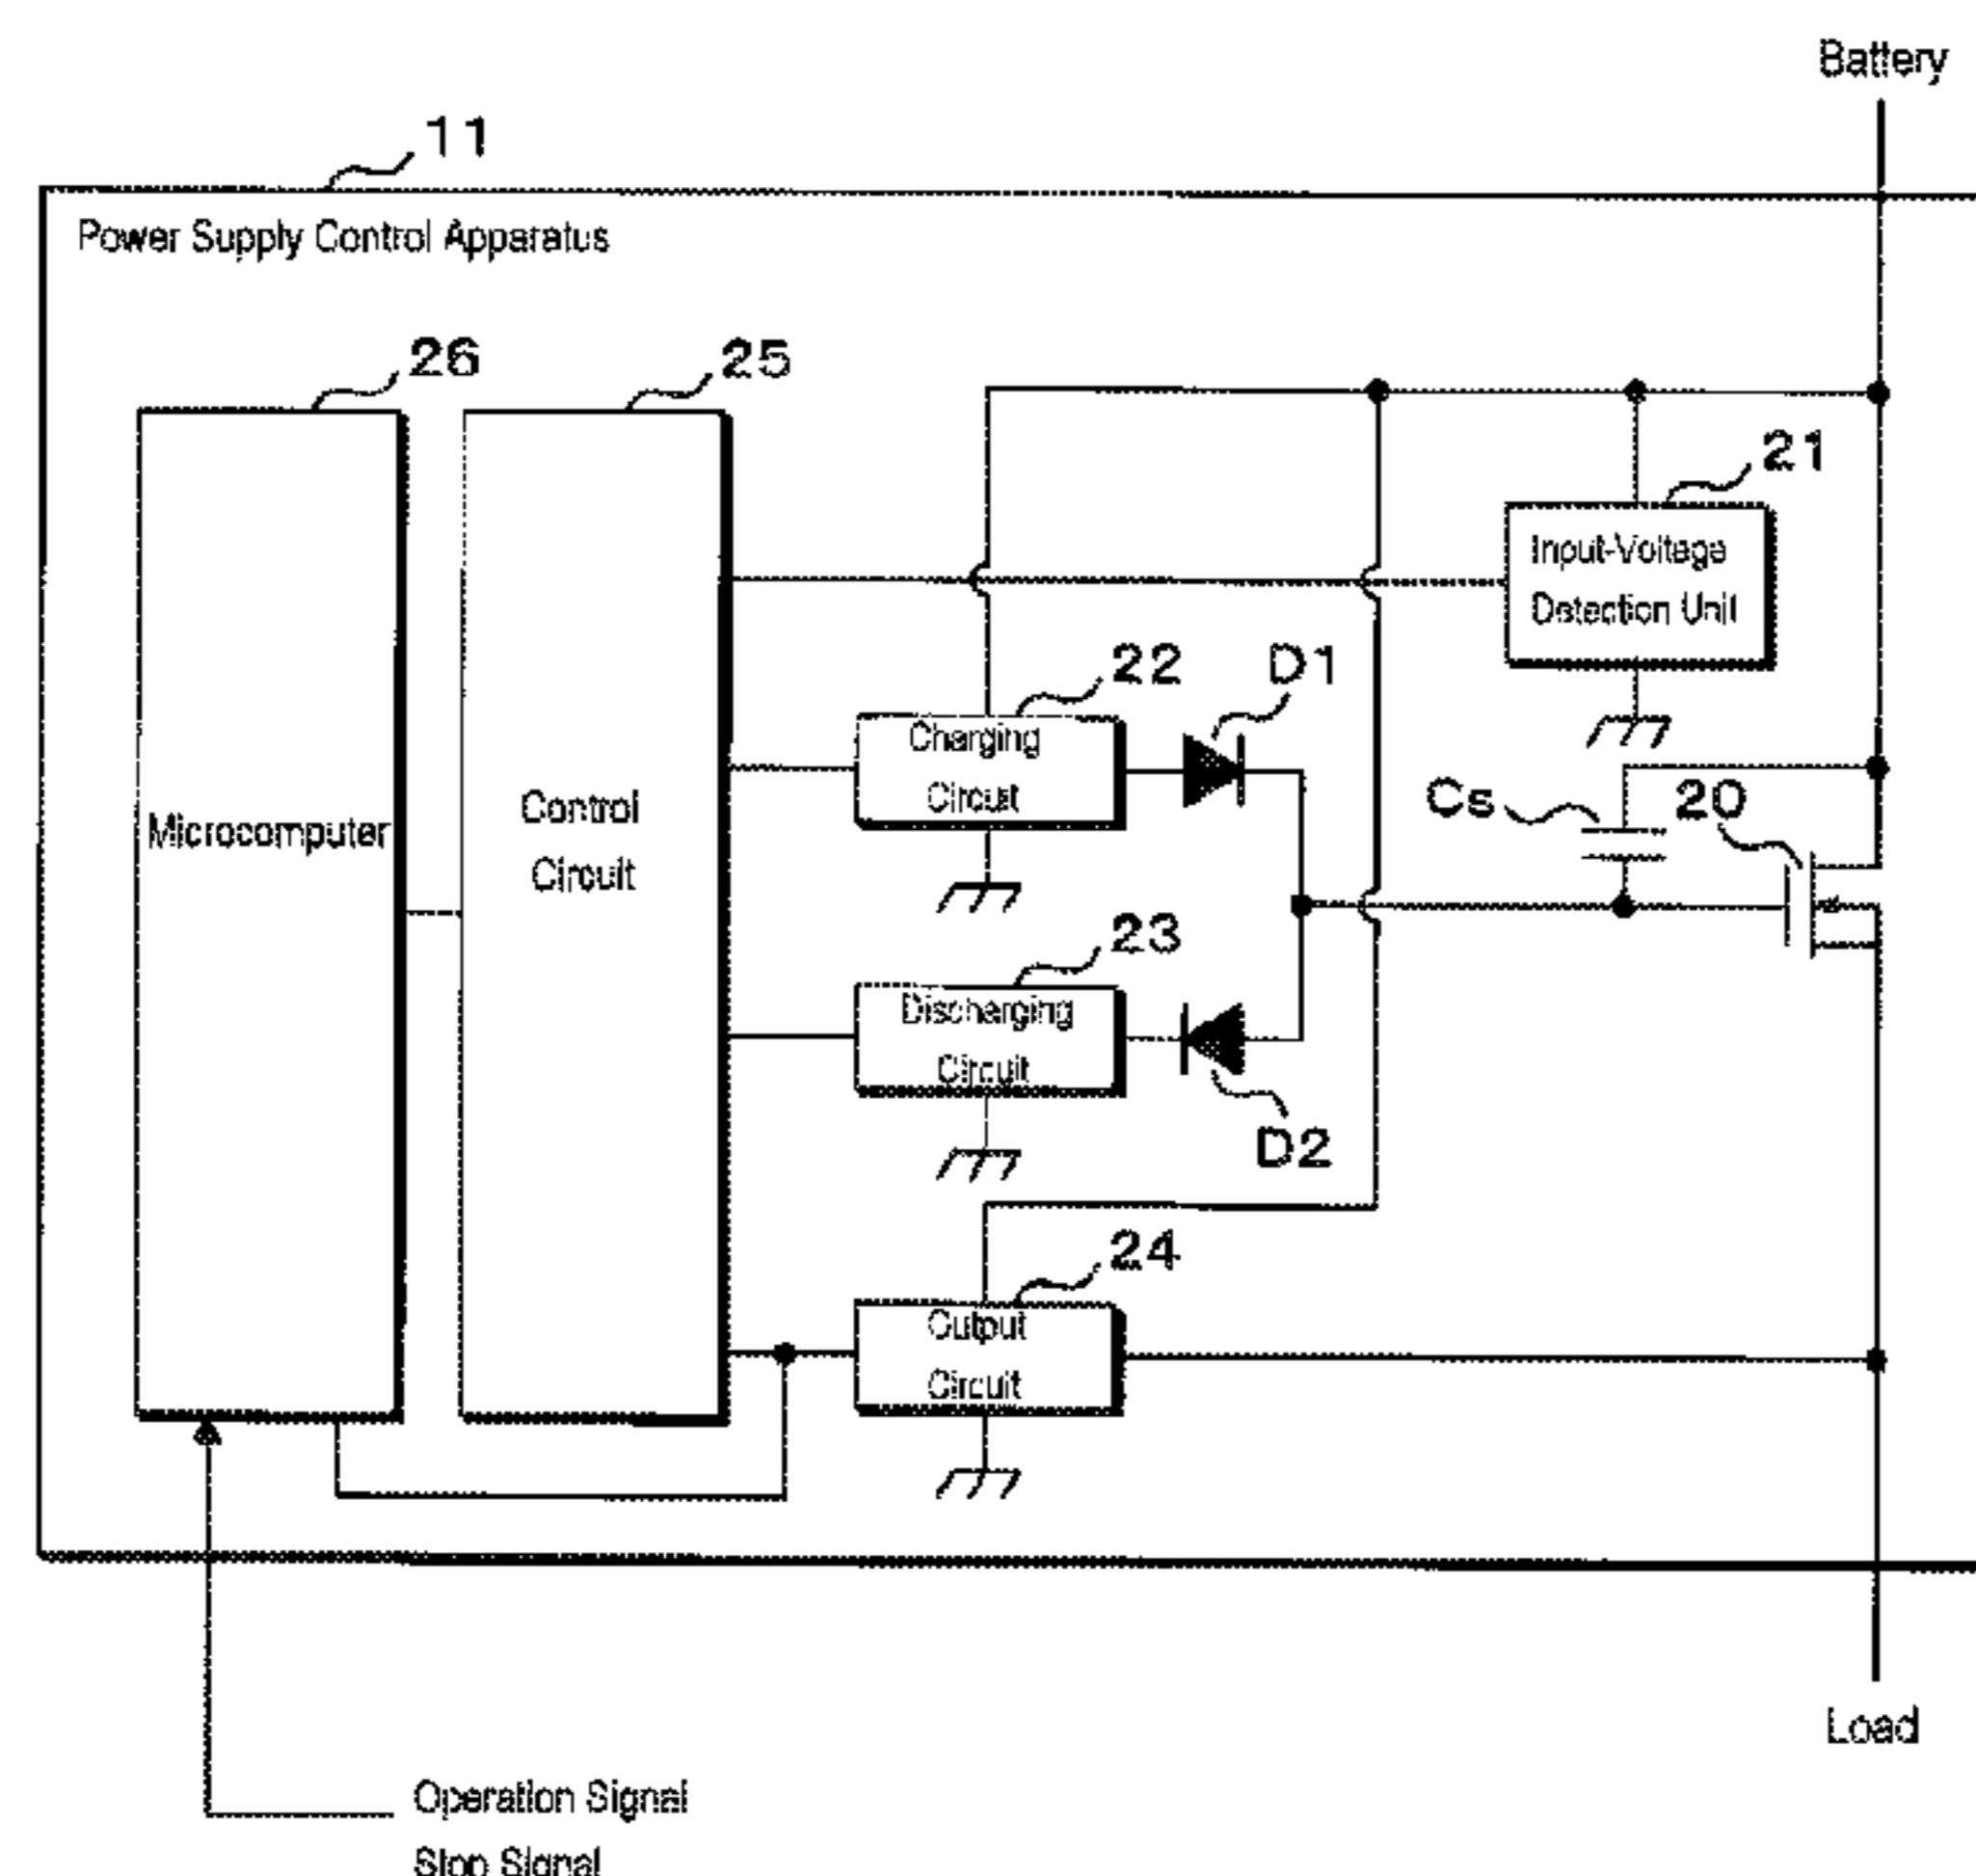 Battery
11
Power Supply Control Apparatus
26
25
21
Input-Voltage
Detection Unit
22
D1
Charging
Circuit
Cs
20
Microcomputer
Control
Circuit
23
Discharging
Circuit
D2
24
Output
Circuit
Load
Operation Signal
Stop Signal